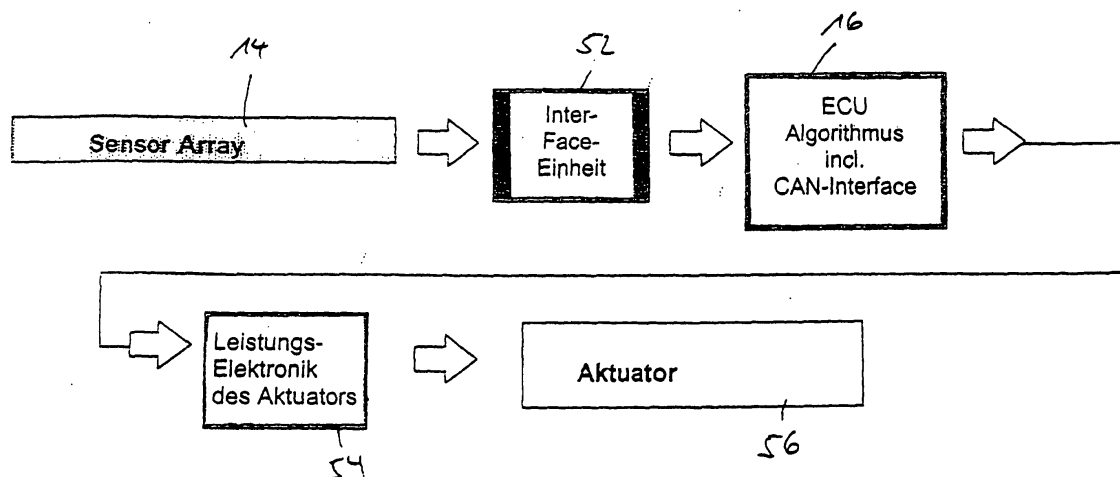 14
52
16
Sensor Array
Inter-
Face-
Einheit
ECU
Algorithmus
incl.
CAN-Interface
Leistungs-
Elektronik
des Aktuators
Aktuator
54
56